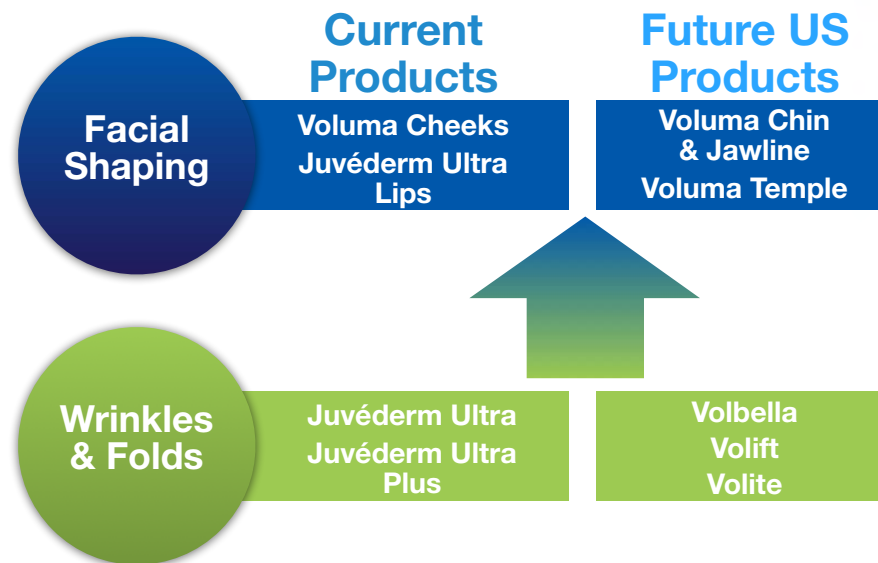 Current
Products
Future US
Products
Facial
Shaping
Voluma Cheeks
Juvéderm Ultra
Lips
Voluma Chin
& Jawline
Voluma Temple
Wrinkles
& Folds
Juvéderm Ultra
Juvéderm Ultra
Plus
Volbella
Volift
Volite